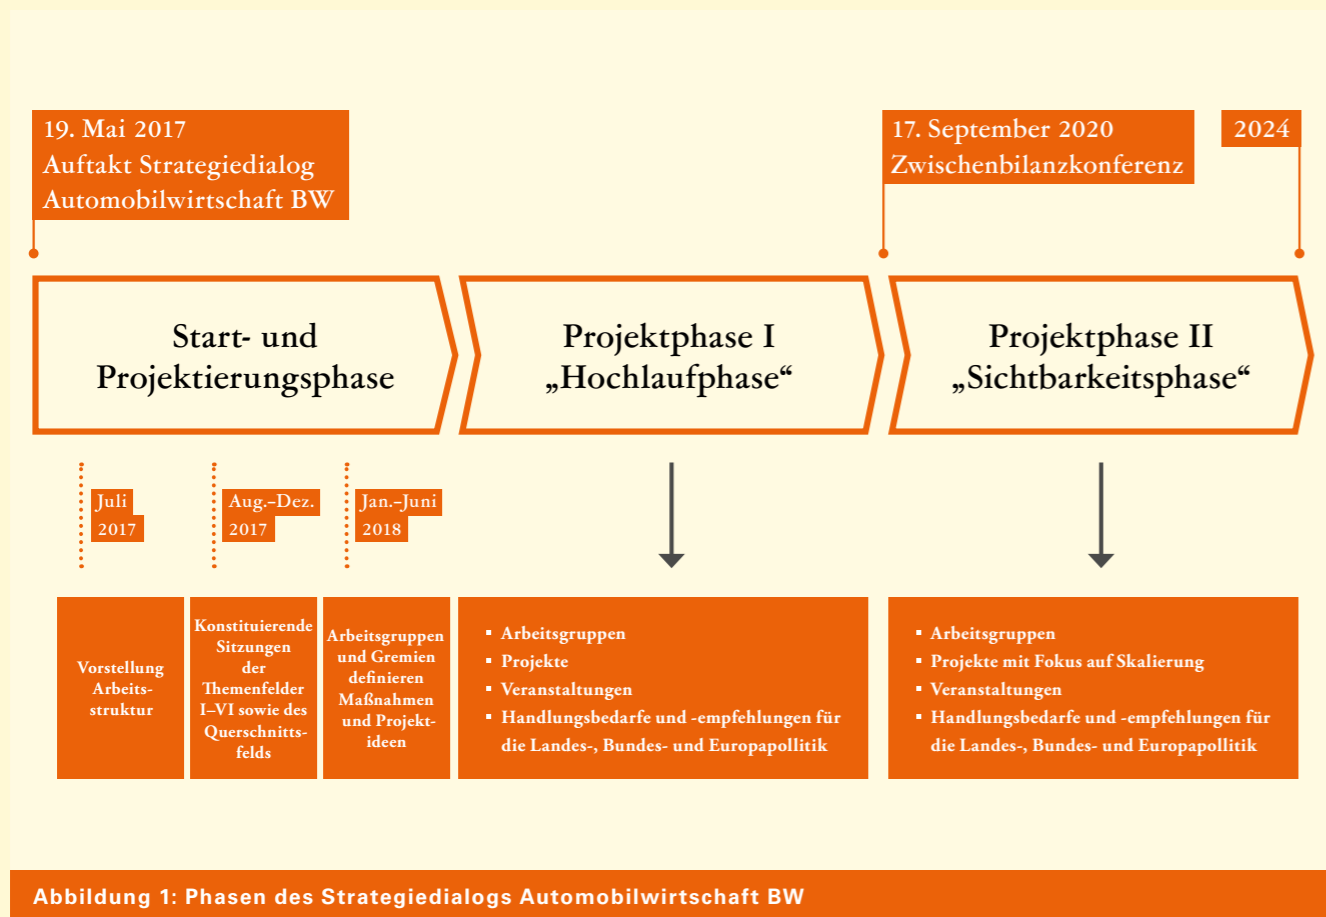 19. Mai 2017
Auftakt Strategiedialog
Automobilwirtschaft BW
17. September 2020
Zwischenbilanzkonferenz
2024
Start- und
Projektierungsphase
Projektphase I
„Hochlaufphase“
Projektphase II
„Sichtbarkeitsphase“
Juli
2017
Aug.–Dez.
2017
Jan.–Juni
2018
Vorstellung
Arbeits-
struktur
Konstituierende
Sitzungen
der
Themenfelder
I–VI sowie des
Querschnitts-
felds
Arbeitsgruppen
und Gremien
definieren
Maßnahmen
und Projekt-
ideen
▪ Arbeitsgruppen
▪ Projekte
▪ Veranstaltungen
▪ Handlungsbedarfe und -empfehlungen für
die Landes-, Bundes- und Europapollitik
▪ Arbeitsgruppen
▪ Projekte mit Fokus auf Skalierung
▪ Veranstaltungen
▪ Handlungsbedarfe und -empfehlungen für
die Landes-, Bundes- und Europapollitik
Abbildung 1: Phasen des Strategiedialogs Automobilwirtschaft BW